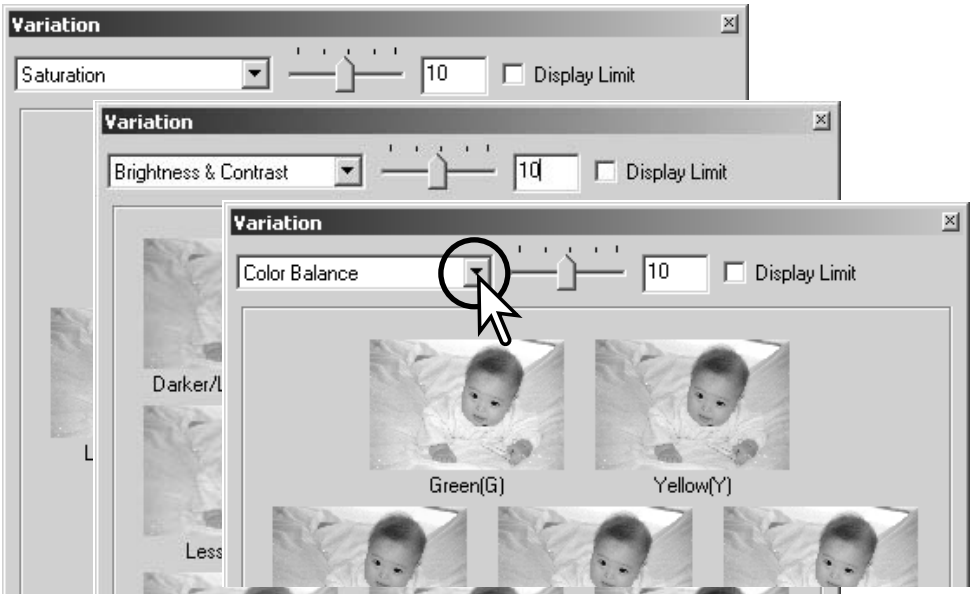 Variation
Saturation
10
Display Limit
Variation
Brightness & Contrast
10
Display Limit
Variation
Color Balance
10
Display Limit
Darker/L
Green(G)
Yellow(Y)
L
Less